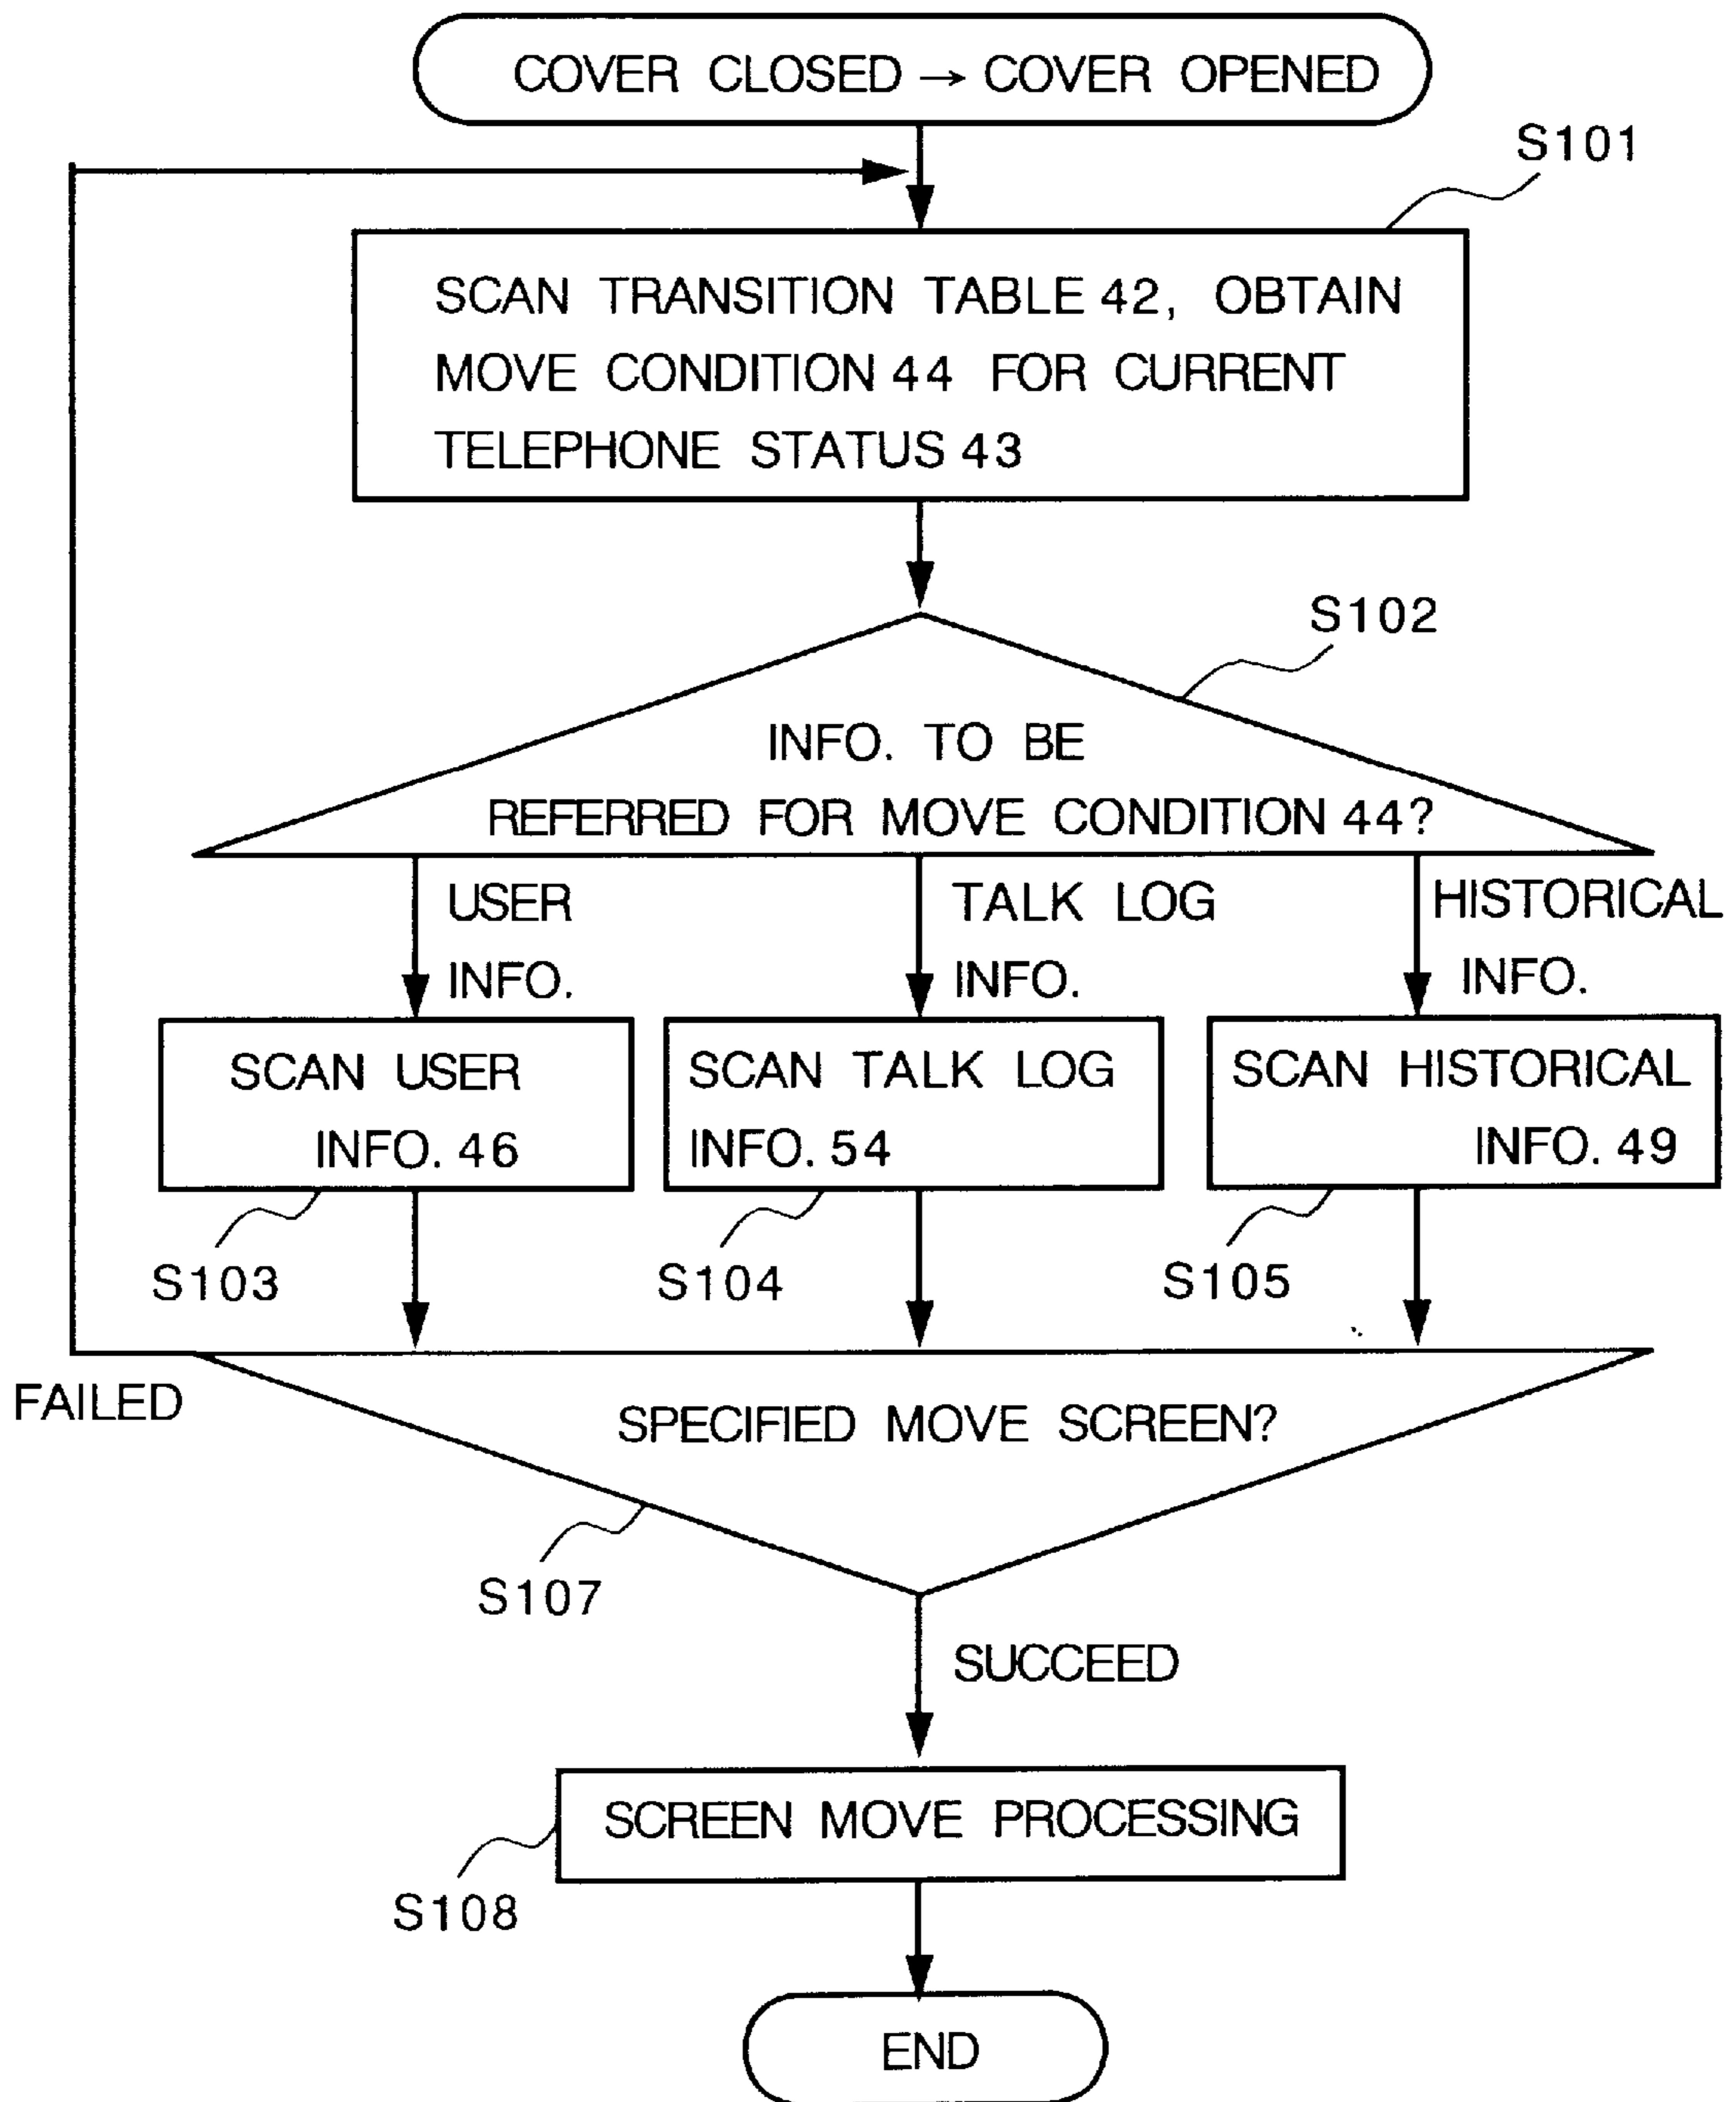 COVER CLOSED → COVER OPENED
S101
SCAN TRANSITION TABLE 42, OBTAIN
MOVE CONDITION 44 FOR CURRENT
TELEPHONE STATUS 43
S102
INFO. TO BE
REFERRED FOR MOVE CONDITION 44?
USER
INFO.
TALK LOG
INFO.
HISTORICAL
INFO.
SCAN USER
INFO. 46
SCAN TALK LOG
INFO. 54
SCAN HISTORICAL
INFO. 49
S103
S104
S105
FAILED
SPECIFIED MOVE SCREEN?
S107
SUCCEED
SCREEN MOVE PROCESSING
S108
END